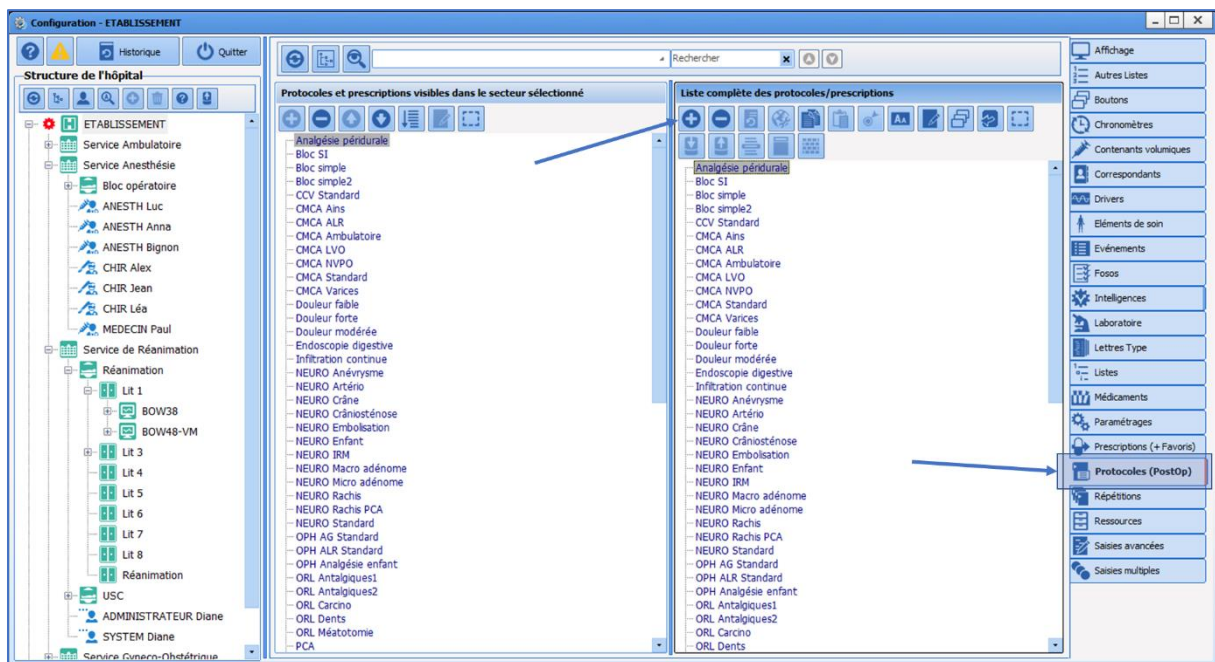 Configuration - ETABLISSEMENT
Historique
Quitter
Structure de l'hôpital
ETABLISSEMENT
Service Ambulatoire
Service Anesthésie
Bloc opératoire
ANESTH Luc
ANESTH Anna
ANESTH Bignon
CHIR Alex
CHIR Jean
CHIR Léa
MEDECIN Paul
Service de Réanimation
Réanimation
Lit 1
BOW38
BOW48-VM
Lit 3
Lit 4
Lit 5
Lit 6
Lit 7
Lit 8
Réanimation
USC
ADMINISTRATEUR Diane
SYSTEM Diane
Service Gyneco-Obstétrique
Rechercher
Protocoles et prescriptions visibles dans le secteur sélectionné
Analgésie péridurale
Bloc SI
Bloc simple
Bloc simple2
CCV Standard
CMCA Ains
CMCA ALR
CMCA Ambulatoire
CMCA LVO
CMCA NVPO
CMCA Standard
CMCA Varices
Douleur faible
Douleur forte
Douleur modérée
Endoscopie digestive
Infiltration continue
NEURO Anévrysme
NEURO Artério
NEURO Crâne
NEURO Crâniosténose
NEURO Embolisation
NEURO Enfant
NEURO IRM
NEURO Macro adénome
NEURO Micro adénome
NEURO Rachis
NEURO Rachis PCA
NEURO Standard
OPH AG Standard
OPH ALR Standard
OPH Analgésie enfant
ORL Antalgiques1
ORL Antalgiques2
ORL Carcino
ORL Dents
ORL Méatotomie
PCA
Liste complète des protocoles/prescriptions
Analgésie péridurale
Bloc SI
Bloc simple
Bloc simple2
CCV Standard
CMCA Ains
CMCA ALR
CMCA Ambulatoire
CMCA LVO
CMCA NVPO
CMCA Standard
CMCA Varices
Douleur faible
Douleur forte
Douleur modérée
Endoscopie digestive
Infiltration continue
NEURO Anévrysme
NEURO Artério
NEURO Crâne
NEURO Crâniosténose
NEURO Embolisation
NEURO Enfant
NEURO IRM
NEURO Macro adénome
NEURO Micro adénome
NEURO Rachis
NEURO Rachis PCA
NEURO Standard
OPH AG Standard
OPH ALR Standard
OPH Analgésie enfant
ORL Antalgiques1
ORL Antalgiques2
ORL Carcino
ORL Dents
Affichage
Autres Listes
Boutons
Chronomètres
Contenants volumiques
Correspondants
Drivers
Eléments de soin
Evénements
Fosos
Intelligences
Laboratoire
Lettres Type
Listes
Médicaments
Paramétrages
Prescriptions (+ Favoris)
Protocoles (PostOp)
Répétitions
Ressources
Saisies avancées
Saisies multiples